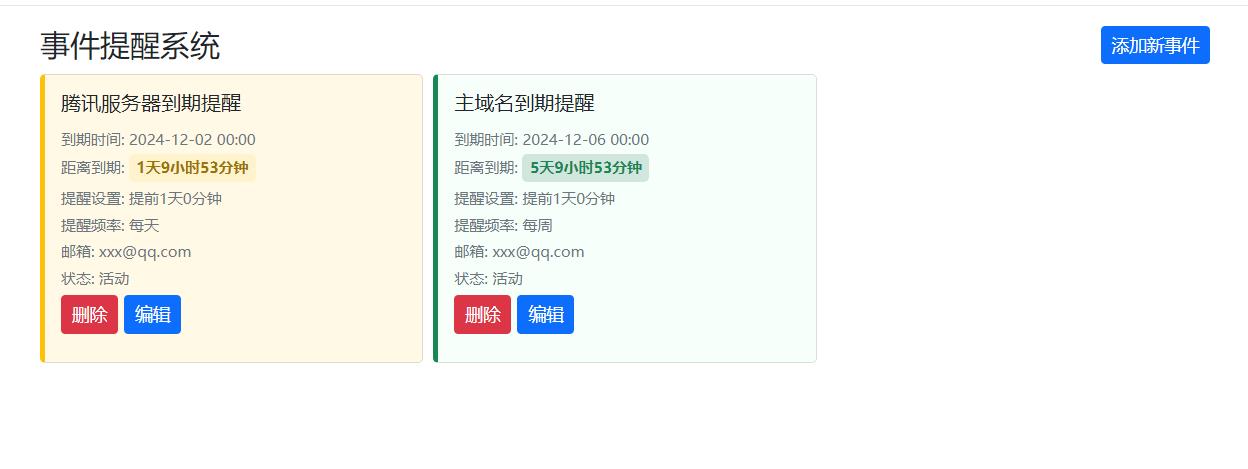 事件提醒系统
添加新事件
腾讯服务器到期提醒
到期时间: 2024-12-02 00:00
距离到期: 1天9小时53分钟
提醒设置: 提前1天0分钟
提醒频率: 每天
邮箱: xxx@qq.com
状态: 活动
删除 编辑
主域名到期提醒
到期时间: 2024-12-06 00:00
距离到期: 5天9小时53分钟
提醒设置: 提前1天0分钟
提醒频率: 每周
邮箱: xxx@qq.com
状态: 活动
删除 编辑